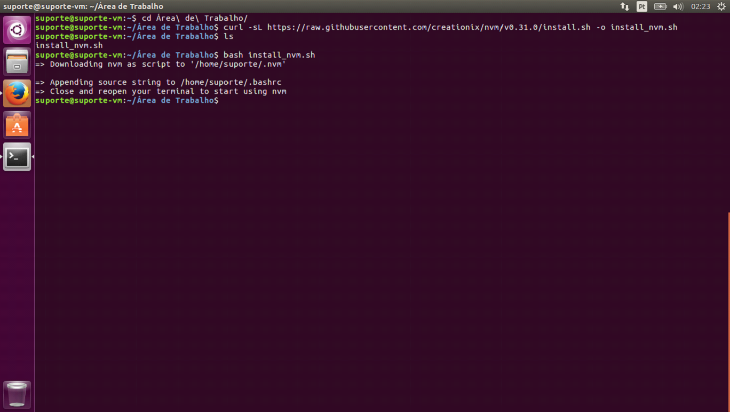 suporte@suporte-vm: ~/Área de Trabalho
Pt
02:23
suporte@suporte-vm:~$ cd Área\ de\ Trabalho/
suporte@suporte-vm:~/Área de Trabalho$ curl -sL https://raw.githubusercontent.com/creationix/nvm/v0.31.0/install.sh -o install_nvm.sh
suporte@suporte-vm:~/Área de Trabalho$ ls
install_nvm.sh
suporte@suporte-vm:~/Área de Trabalho$ bash install_nvm.sh
=> Downloading nvm as script to '/home/suporte/.nvm'
=> Appending source string to /home/suporte/.bashrc
=> Close and reopen your terminal to start using nvm
suporte@suporte-vm:~/Área de Trabalho$